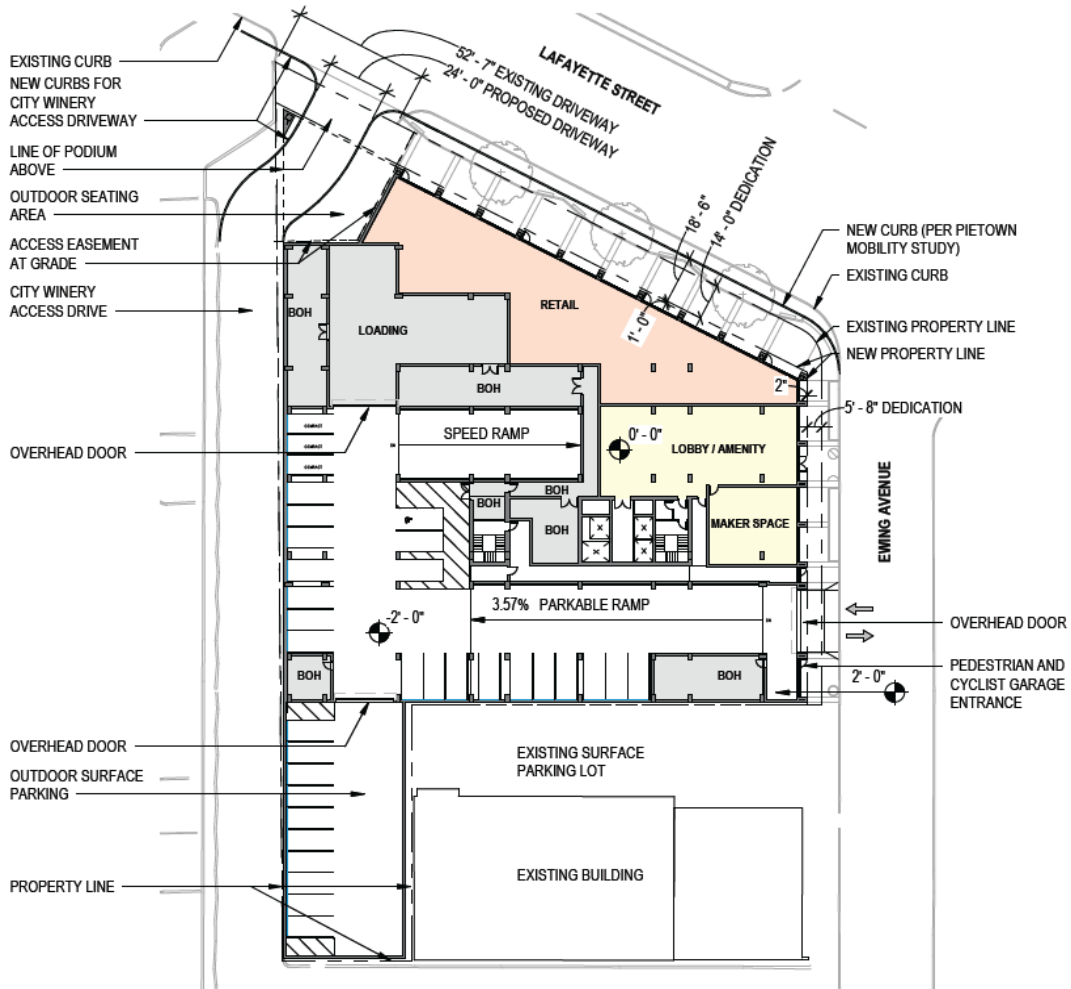 EXISTING CURB
NEW CURBS FOR
CITY WINERY
ACCESS DRIVEWAY
LINE OF PODIUM
ABOVE
OUTDOOR SEATING
AREA
ACCESS EASEMENT
AT GRADE
CITY WINERY
ACCESS DRIVE
OVERHEAD DOOR
OVERHEAD DOOR
OUTDOOR SURFACE
PARKING
PROPERTY LINE
LAFAYETTE STREET
52' - 7" EXISTING DRIVEWAY
24' - 0" PROPOSED DRIVEWAY
18' - 6"
14' - 0" DEDICATION
1' - 0"
RETAIL
BOH
LOADING
BOH
COMPACT
COMPACT
COMPACT
SPEED RAMP
0' - 0"
LOBBY / AMENITY
BOH
BOH
BOH
MAKER SPACE
3.57% PARKABLE RAMP
-2' - 0"
BOH
BOH
2' - 0"
EXISTING SURFACE
PARKING LOT
EXISTING BUILDING
NEW CURB (PER PIETOWN
MOBILITY STUDY)
EXISTING CURB
EXISTING PROPERTY LINE
NEW PROPERTY LINE
2"
5' - 8" DEDICATION
EWING AVENUE
OVERHEAD DOOR
PEDESTRIAN AND
CYCLIST GARAGE
ENTRANCE